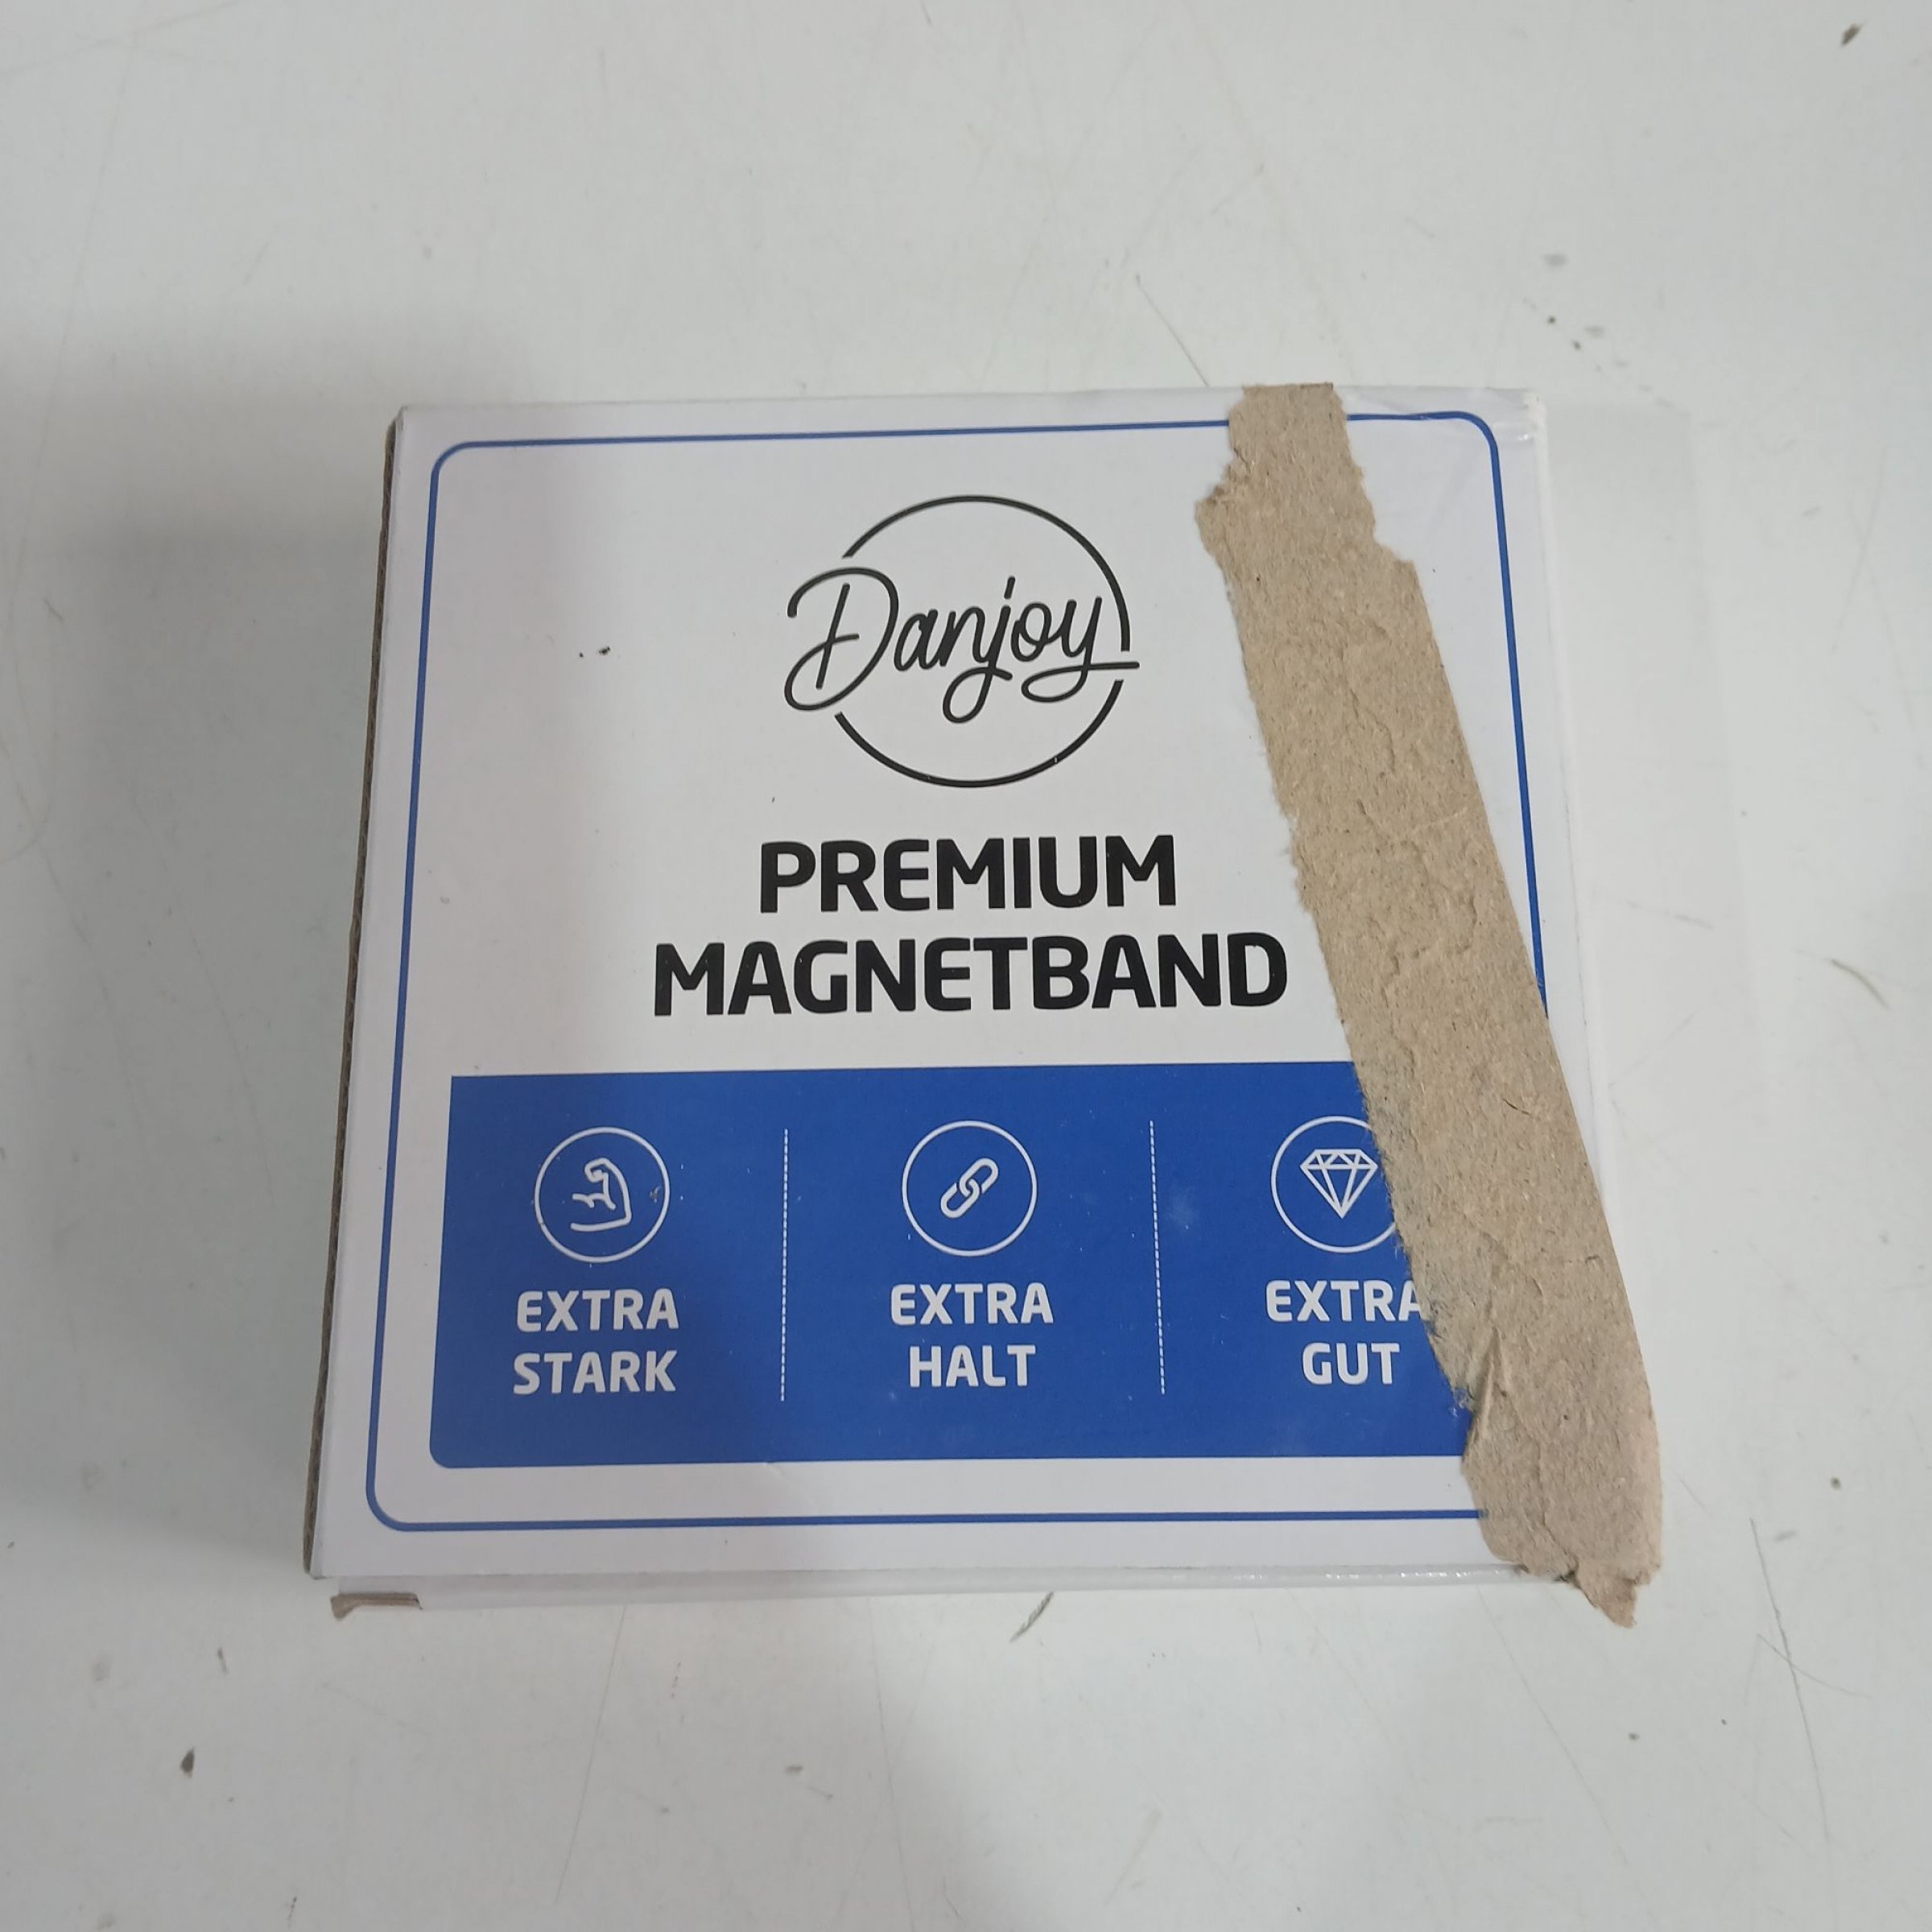 Danjoy
PREMIUM
MAGNETBAND
EXTRA
STARK
EXTRA
HALT
EXTRA
GUT